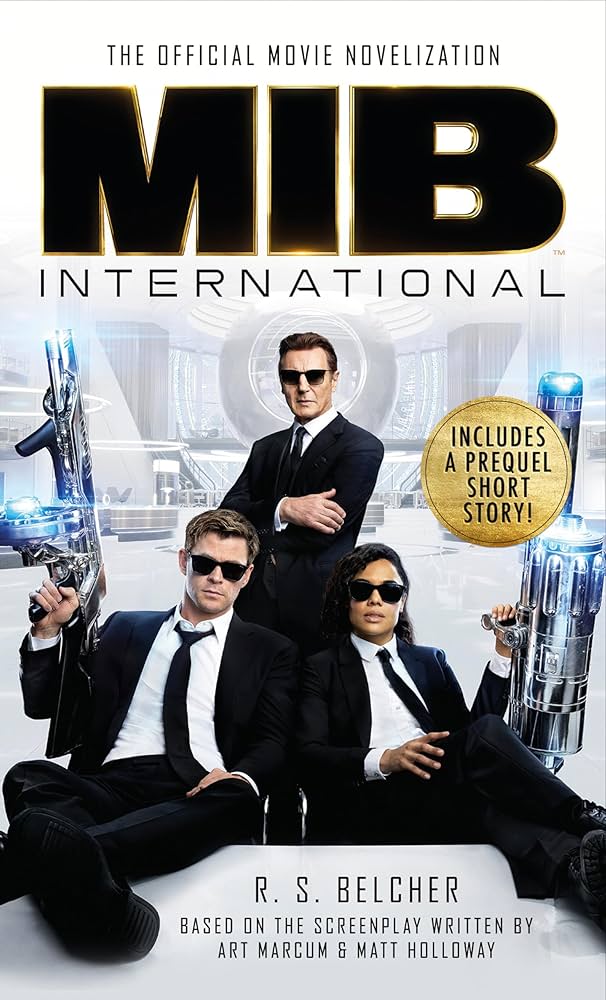 THE OFFICIAL MOVIE NOVELIZATION
MIB™
INTERNATIONAL
INCLUDES
A PREQUEL
SHORT
STORY!
R. S. BELCHER
BASED ON THE SCREENPLAY WRITTEN BY
ART MARCUM & MATT HOLLOWAY